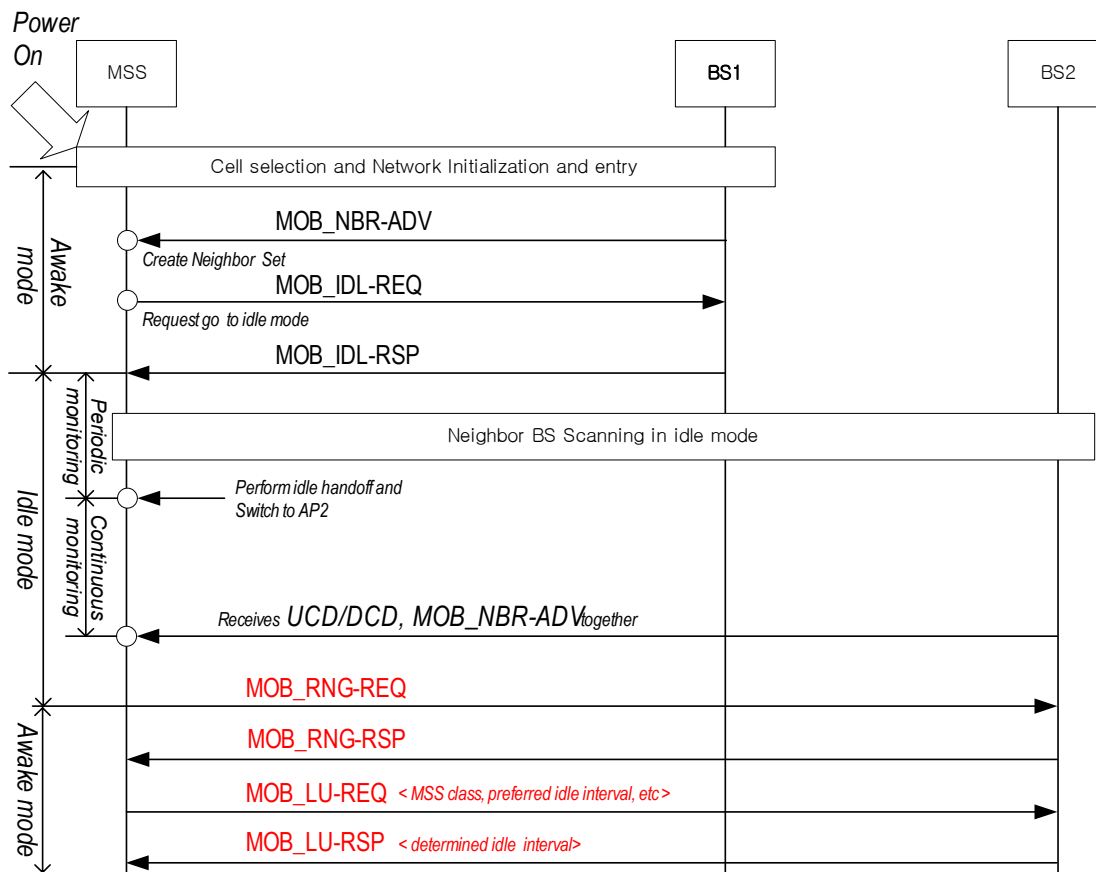 Power
On
MSS
BS1
BS2
Cell selection and Network Initialization and entry
MOB_NBR-ADV
Create Neighbor Set
MOB_IDL-REQ
Request go to idle mode
MOB_IDL-RSP
Awake
mode
Neighbor BS Scanning in idle mode
Periodic
monitoring
Perform idle handoff and
Switch to AP2
Continuous
monitoring
Idle mode
Receives UCD/DCD, MOB_NBR-ADV together
MOB_RNG-REQ
MOB_RNG-RSP
MOB_LU-REQ < MSS class, preferred idle interval, etc>
MOB_LU-RSP < determined idle interval>
Awake mode